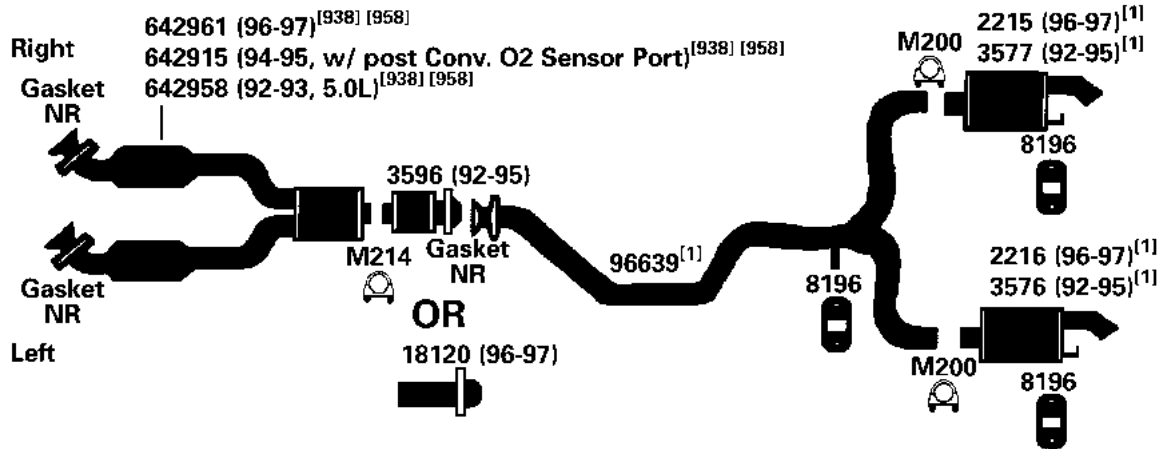 642961 (96-97)[938] [958]
Right
642915 (94-95, w/ post Conv. O2 Sensor Port)[938] [958]
Gasket
NR
642958 (92-93, 5.0L)[938] [958]
2215 (96-97)[1]
M200
3577 (92-95)[1]
8196
3596 (92-95)
M214
Gasket
NR
96639[1]
8196
2216 (96-97)[1]
3576 (92-95)[1]
Gasket
NR
OR
Left
18120 (96-97)
M200
8196